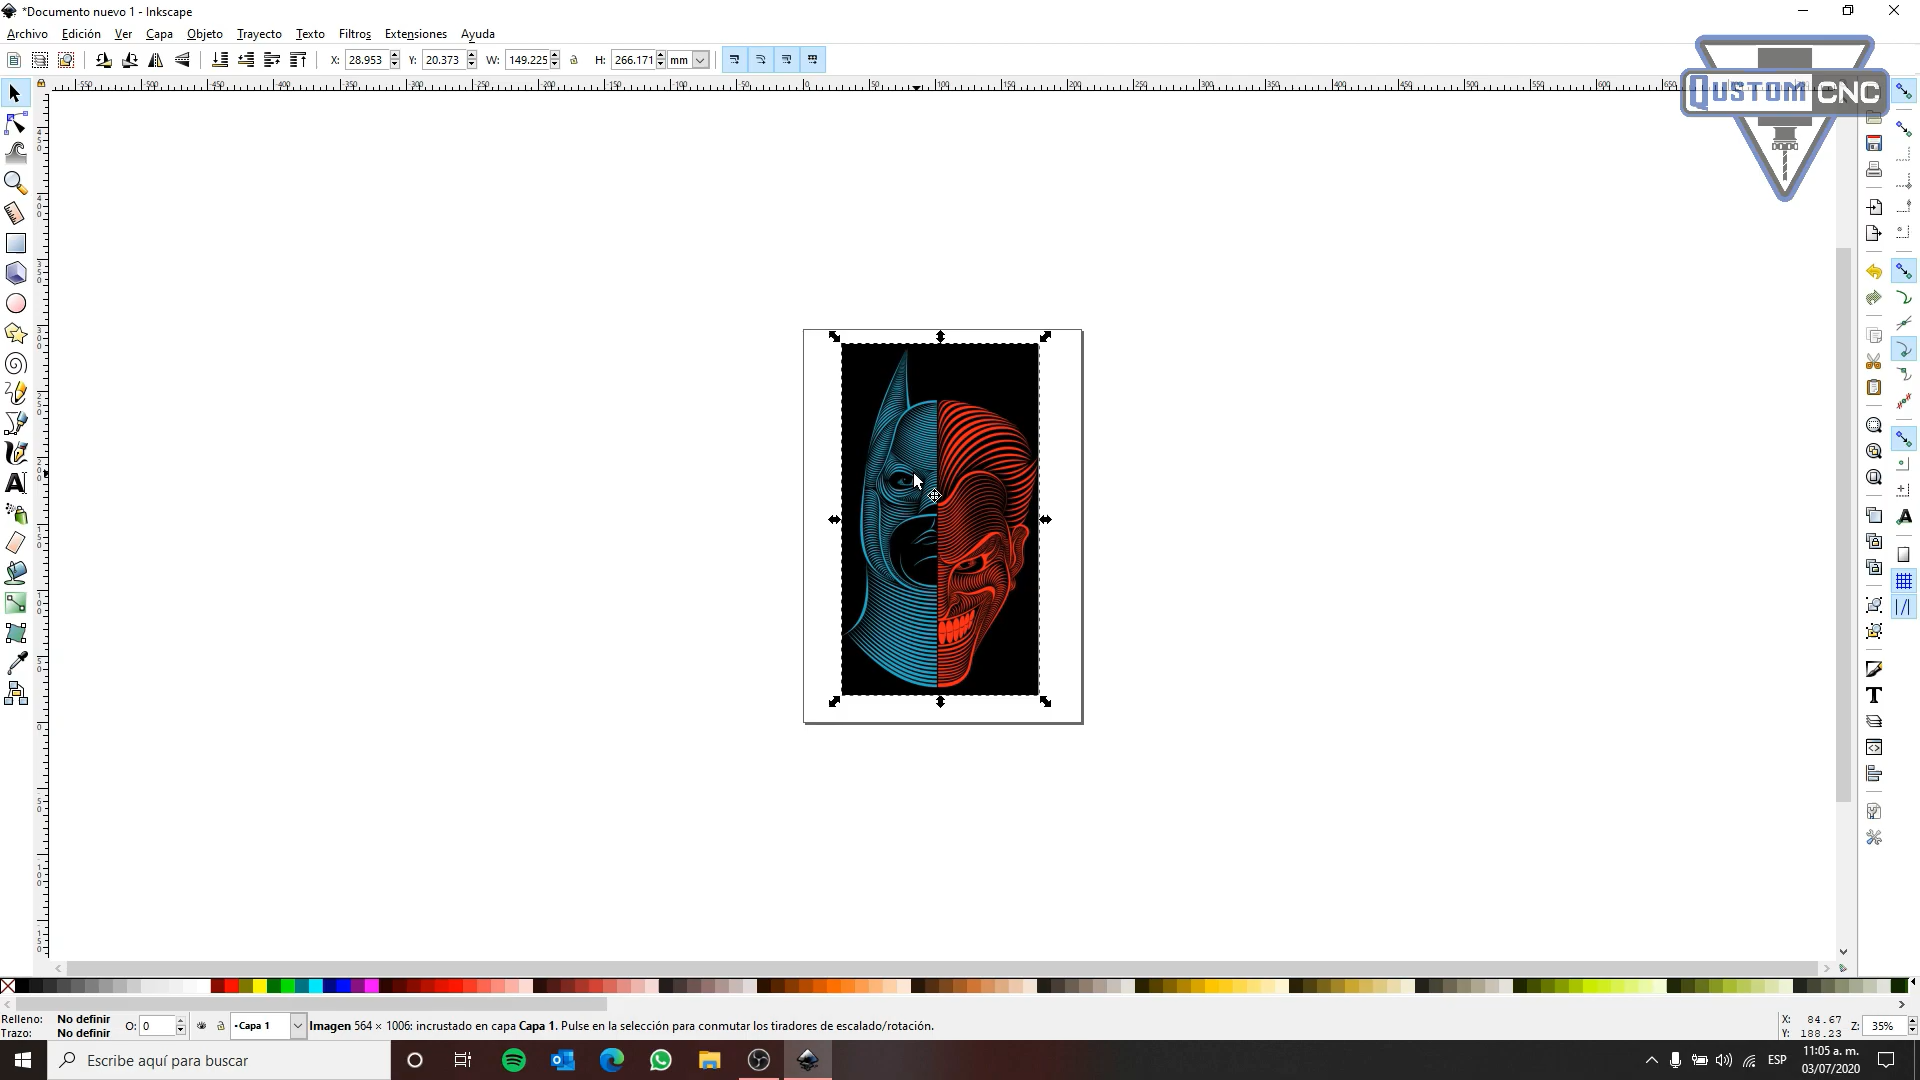 *Documento nuevo 1 - Inkscape
Archivo Edición Ver Capa Objeto Trayecto Filtros Texto Extensiones Ayuda
X: 28.953 Y: 20.373 W: 149.225 H: 266.171 mm
QUSTOM CNC
Relleno: No definir
Trazo: No definir
O: 0
•Capa 1
Imagen 564 × 1006: incrustado en capa Capa 1. Pulse en la selección para conmutar los tiradores de escalado/rotación.
X: 84.67
Y: 188.23
Z: 35%
Escribe aquí para buscar
ESP
11:05 a. m.
03/07/2020